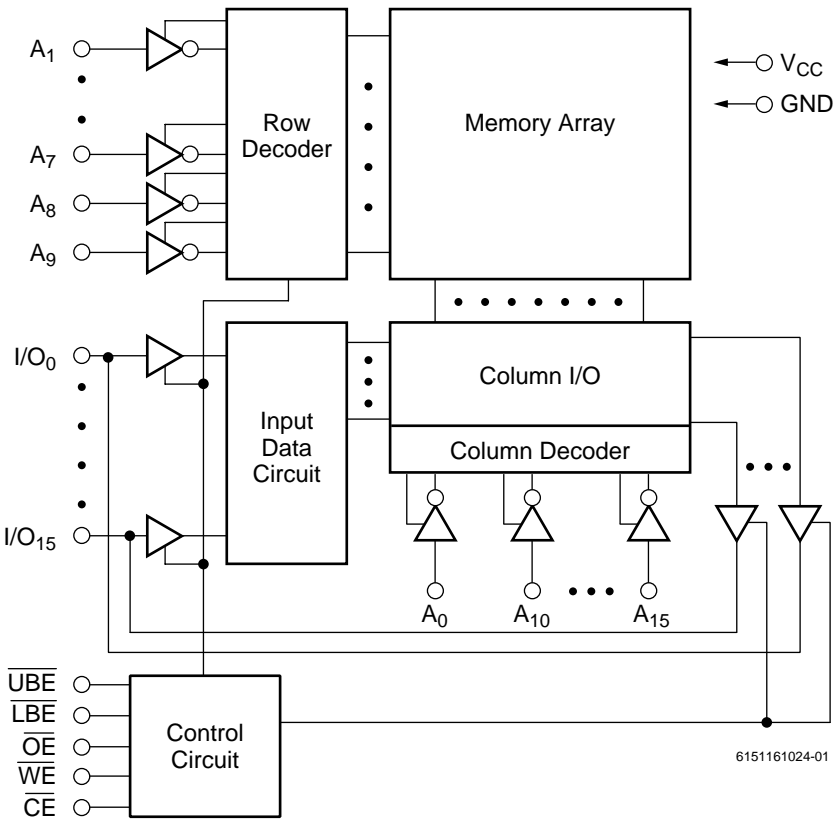 A1
A7
A8
A9
Row
Decoder
Memory Array
VCC
GND
I/O0
I/O15
Input
Data
Circuit
Column I/O
Column Decoder
A0
A10
A15
UBE
LBE
OE
WE
CE
Control
Circuit
6151161024-01